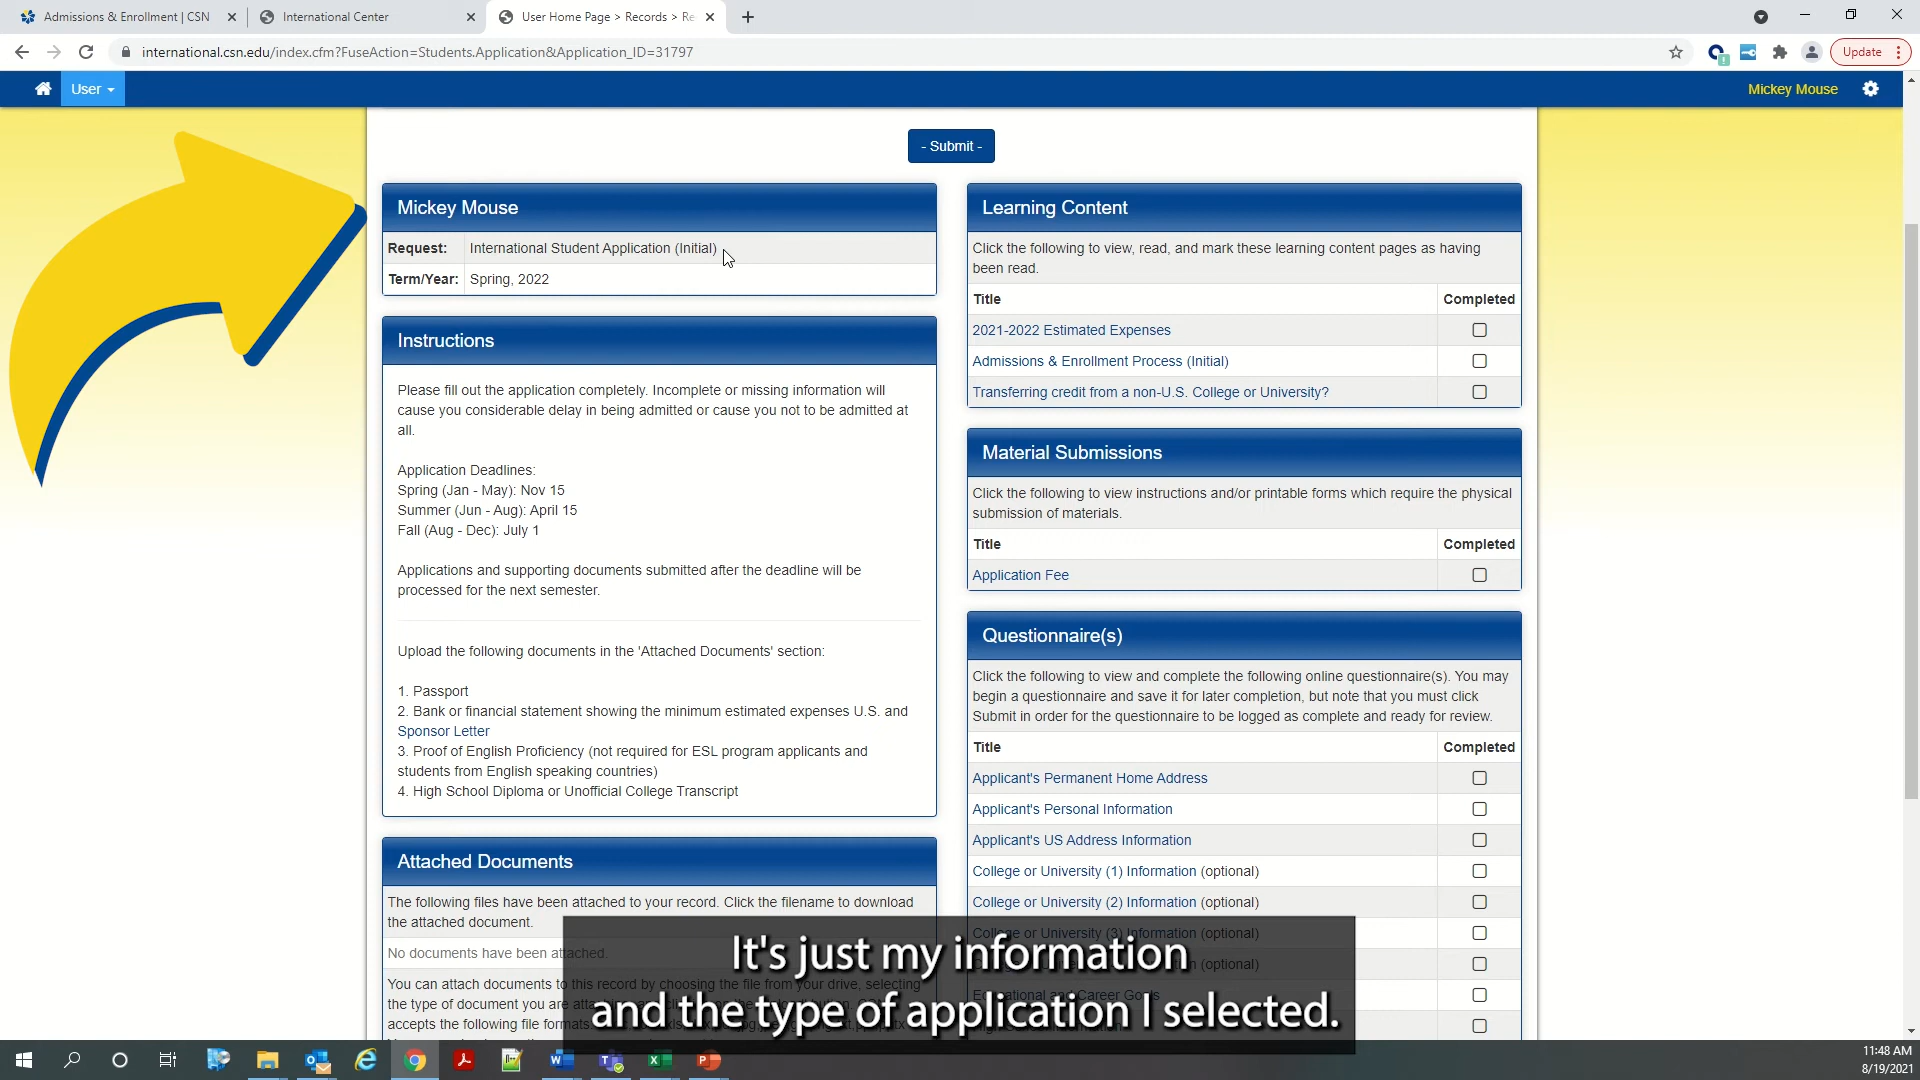 Admissions & Enrollment | CSN
International Center
User Home Page > Records > Re
international.csn.edu/index.cfm?FuseAction=Students.Application&Application_ID=31797
Update
User
Mickey Mouse
- Submit -
Mickey Mouse
Request: International Student Application (Initial)
Term/Year: Spring, 2022
Instructions
Please fill out the application completely. Incomplete or missing information will
cause you considerable delay in being admitted or cause you not to be admitted at
all.
Application Deadlines:
Spring (Jan - May): Nov 15
Summer (Jun - Aug): April 15
Fall (Aug - Dec): July 1
Applications and supporting documents submitted after the deadline will be
processed for the next semester.
Upload the following documents in the 'Attached Documents' section:
1. Passport
2. Bank or financial statement showing the minimum estimated expenses U.S. and
Sponsor Letter
3. Proof of English Proficiency (not required for ESL program applicants and
students from English speaking countries)
4. High School Diploma or Unofficial College Transcript
Attached Documents
The following files have been attached to your record. Click the filename to download
the attached document.
No documents have been attached.
You can attach documents to this record by choosing the file from your drive, selecting
the type of document you are
accepts the following file formats
Learning Content
Click the following to view, read, and mark these learning content pages as having
been read.
Title Completed
2021-2022 Estimated Expenses
Admissions & Enrollment Process (Initial)
Transferring credit from a non-U.S. College or University?
Material Submissions
Click the following to view instructions and/or printable forms which require the physical
submission of materials.
Title Completed
Application Fee
Questionnaire(s)
Click the following to view and complete the following online questionnaire(s). You may
begin a questionnaire and save it for later completion, but note that you must click
Submit in order for the questionnaire to be logged as complete and ready for review.
Title Completed
Applicant's Permanent Home Address
Applicant's Personal Information
Applicant's US Address Information
College or University (1) Information (optional)
College or University (2) Information (optional)
College or University (3) Information (optional)
(optional)
Educational and Career Goals
It's just my information
and the type of application I selected.
11:48 AM
8/19/2021